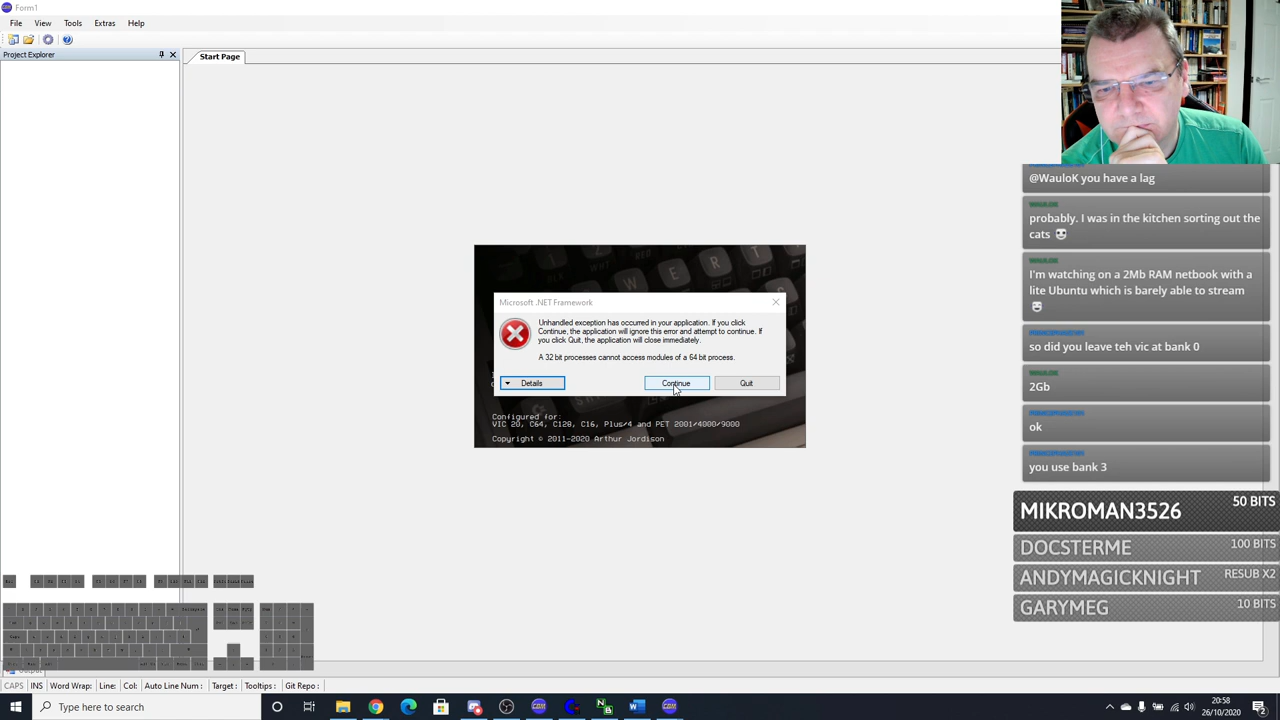 Form1
File View Tools Extras Help
Project Explorer
Start Page
Microsoft .NET Framework
Unhandled exception has occurred in your application. If you click
Continue, the application will ignore this error and attempt to continue. If
you click Quit, the application will close immediately.
A 32 bit processes cannot access modules of a 64 bit process.
Details Continue Quit
Configured for:
VIC 20, C64, C128, C16, Plus/4 and PET 2001/4000/9000
Copyright © 2011-2020 Arthur Jordison
@WauloK you have a lag
WAULOK
probably. I was in the kitchen sorting out the
cats
WAULOK
I'm watching on a 2Mb RAM netbook with a
lite Ubuntu which is barely able to stream
so did you leave teh vic at bank 0
WAULOK
2Gb
ok
you use bank 3
MIKROMAN3526 50 BITS
DOCSTERME 100 BITS
ANDYMAGICKNIGHT RESUB X2
GARYMEG 10 BITS
Output
CAPS INS Word Wrap: Line: Col: Auto Line Num : Target : Tooltips : Git Repo :
Type here to search
20:58
26/10/2020
2